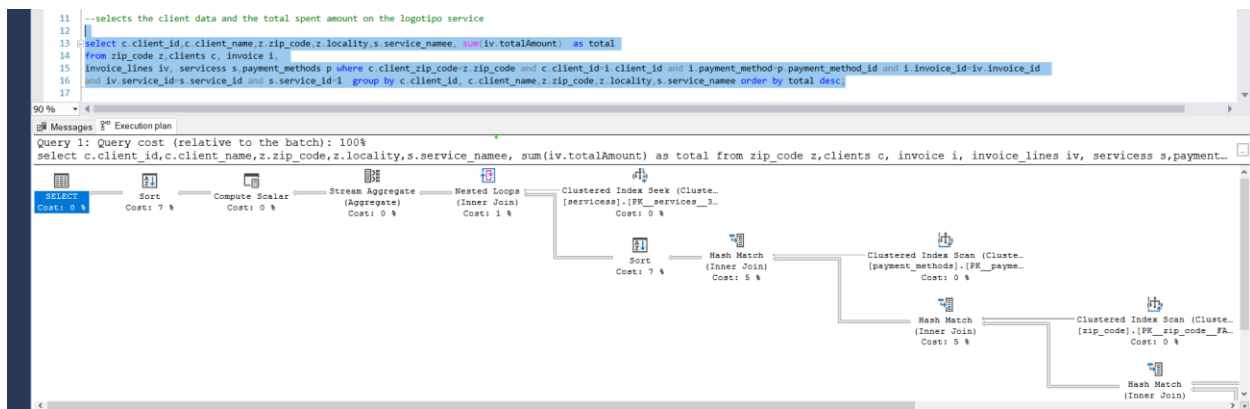 11 --selects the client data and the total spent amount on the logotipo service
12
13 select c.client_id,c.client_name,z.zip_code,z.locality,s.service_namee, sum(iv.totalAmount) as total
14 from zip_code z,clients c, invoice i,
15 invoice_lines iv, servicess s,payment_methods p where c.client_zip_code=z.zip_code and c.client_id=i.client_id and i.payment_method=p.payment_method_id and i.invoice_id=iv.invoice_id
16 and iv.service_id=s.service_id and s.service_id=1 group by c.client_id, c.client_name,z.zip_code,z.locality,s.service_namee order by total desc;
17
90 %
Messages Execution plan
Query 1: Query cost (relative to the batch): 100%
select c.client_id,c.client_name,z.zip_code,z.locality,s.service_namee, sum(iv.totalAmount) as total from zip_code z,clients c, invoice i, invoice_lines iv, servicess s,payment...
SELECT
Cost: 0 %
Sort
Cost: 7 %
Compute Scalar
Cost: 0 %
Stream Aggregate
(Aggregate)
Cost: 0 %
Nested Loops
(Inner Join)
Cost: 1 %
Clustered Index Seek (Cluste...
[servicess].[PK__services__3...
Cost: 0 %
Sort
Cost: 7 %
Hash Match
(Inner Join)
Cost: 5 %
Clustered Index Scan (Cluste...
[payment_methods].[PK__payme...
Cost: 0 %
Hash Match
(Inner Join)
Cost: 5 %
Clustered Index Scan (Cluste...
[zip_code].[PK__zip_code__FA...
Cost: 0 %
Hash Match
(Inner Join)